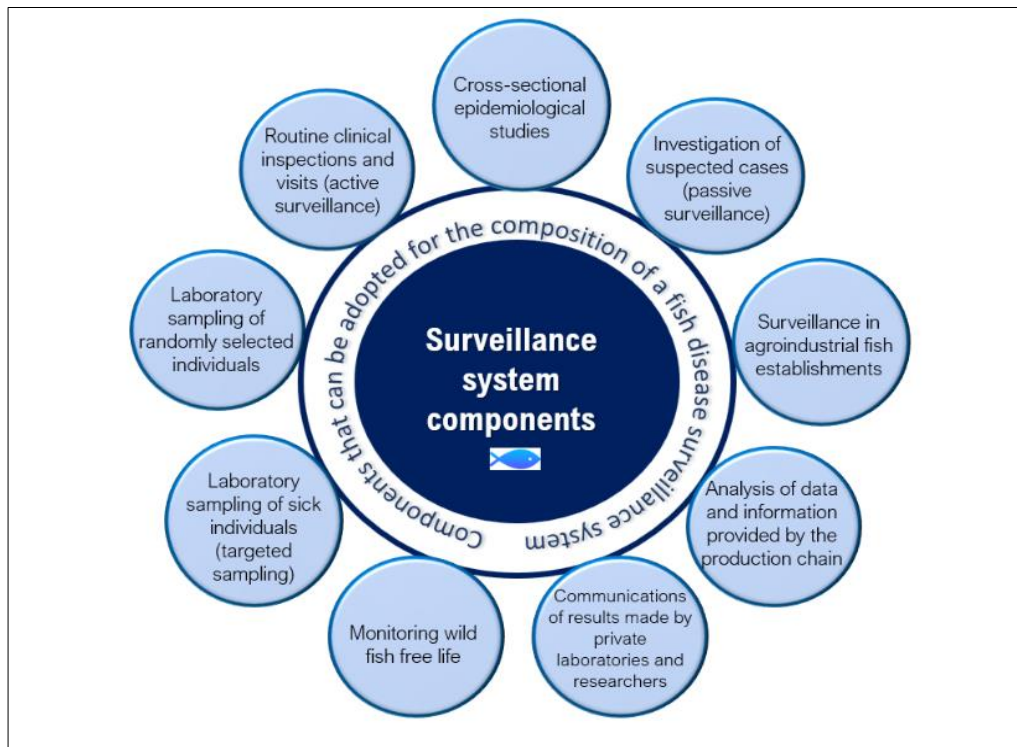 Surveillance
system
components
Components that can be adopted for the composition of a fish disease surveillance system
Cross-sectional
epidemiological
studies
Investigation of
suspected cases
(passive
surveillance)
Surveillance in
agroindustrial fish
establishments
Analysis of data
and information
provided by the
production chain
Communications
of results made by
private
laboratories and
researchers
Monitoring wild
fish free life
Laboratory
sampling of sick
individuals
(targeted
sampling)
Laboratory
sampling of
randomly selected
individuals
Routine clinical
inspections and
visits (active
surveillance)